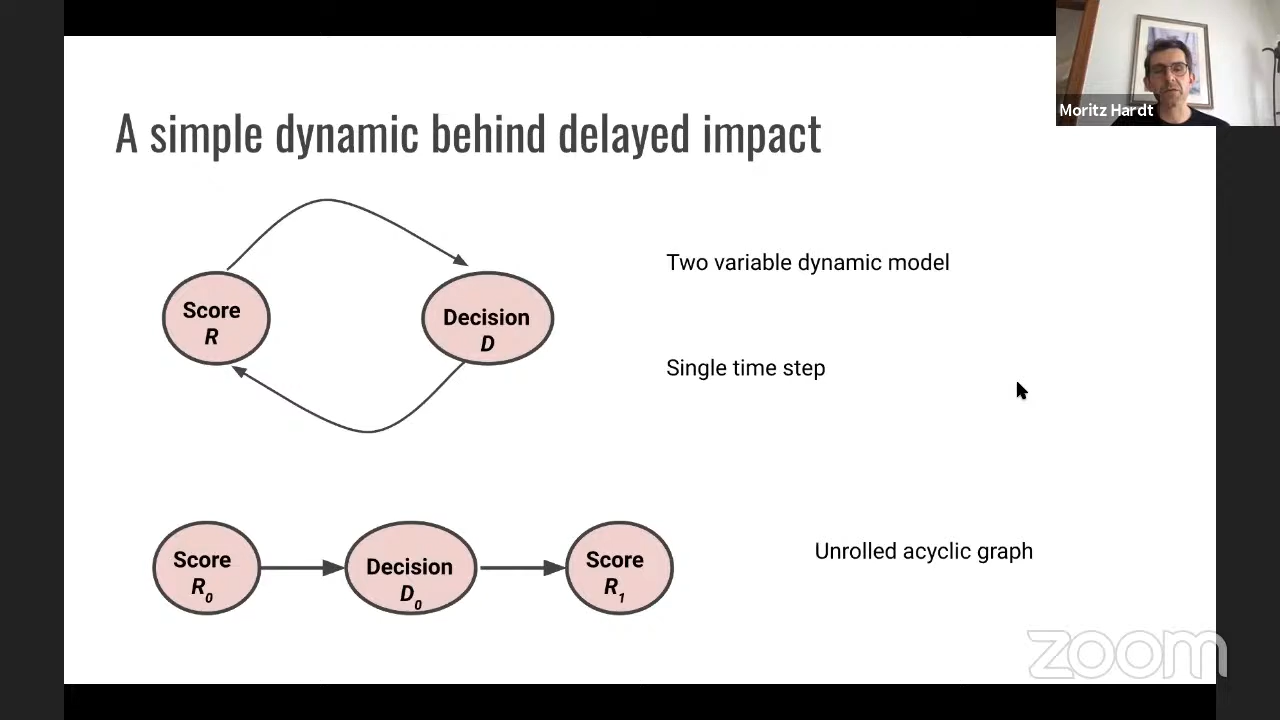 Moritz Hardt
A simple dynamic behind delayed impact
Score
R
Decision
D
Two variable dynamic model
Single time step
Score
R0
Decision
D0
Score
R1
Unrolled acyclic graph
zoom